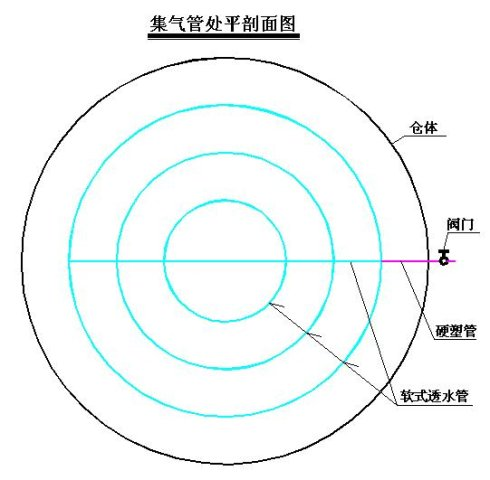 集气管处平剖面图
仓体
阀门
硬塑管
软式透水管